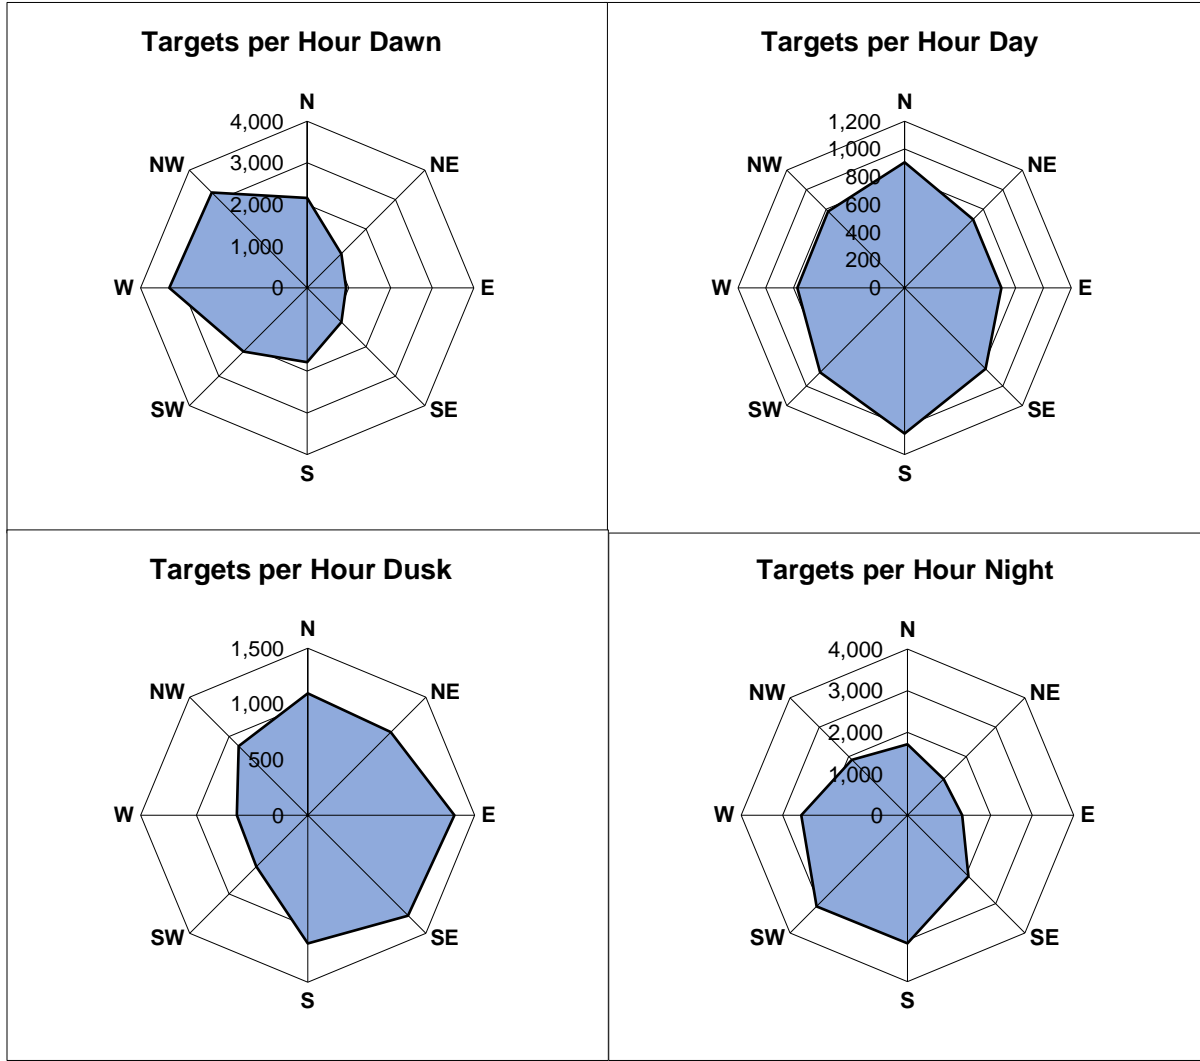 Targets per Hour Dawn
N
4,000
NW
NE
3,000
2,000
1,000
W
0
E
SW
SE
S
Targets per Hour Day
N
1,200
1,000
NW
NE
800
600
400
200
W
0
E
SW
SE
S
Targets per Hour Dusk
N
1,500
NW
NE
1,000
500
W
0
E
SW
SE
S
Targets per Hour Night
N
4,000
NW
NE
3,000
2,000
1,000
W
0
E
SW
SE
S